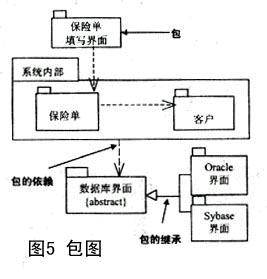 保险单
填写界面
包
系统内部
保险单
客户
包的依赖
数据库界面
{abstract}
Oracle
界面
包的继承
Sybase
界面
图5 包图